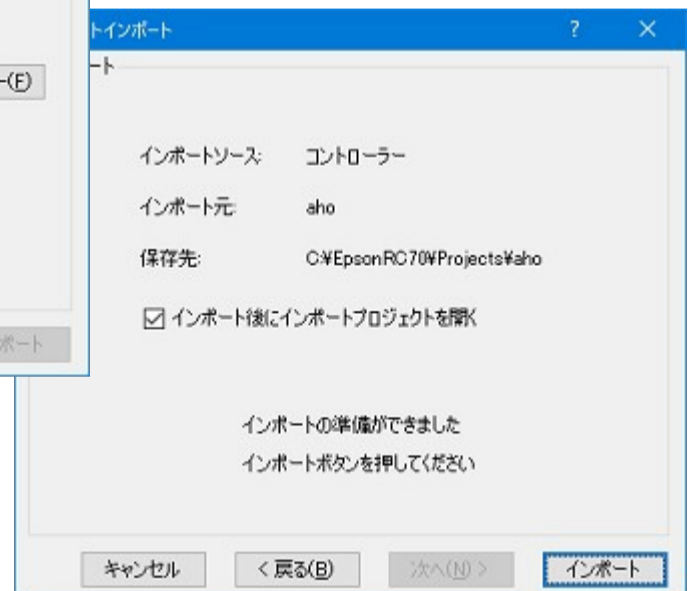 トインポート
ート
-(F)
インポートソース: コントローラー
インポート元: aho
保存先: C:¥EpsonRC70¥Projects¥aho
インポート後にインポートプロジェクトを開く
ポート
インポートの準備ができました
インポートボタンを押してください
キャンセル
< 戻る(B)
次へ(N) >
インポート